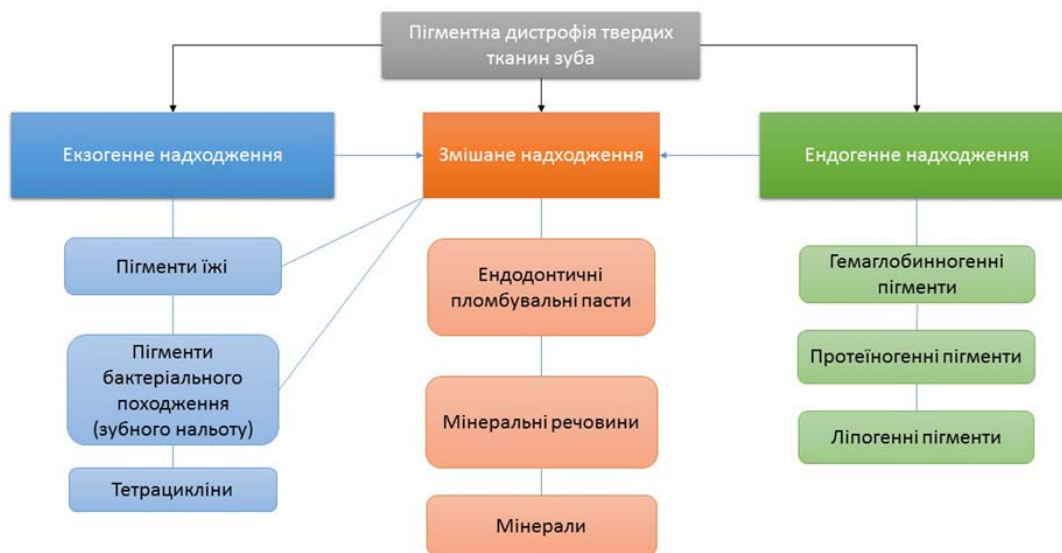 Пігментна дистрофія твердих
тканин зуба
Екзогенне надходження
Змішане надходження
Ендогенне надходження
Пігменти їжі
Пігменти
бактеріального
походження
(зубного нальоту)
Тетрацикліни
Ендодонтичні
пломбувальні пасти
Мінеральні речовини
Мінерали
Гемаглобинногенні
пігменти
Протеїногенні пігменти
Ліпогенні пігменти